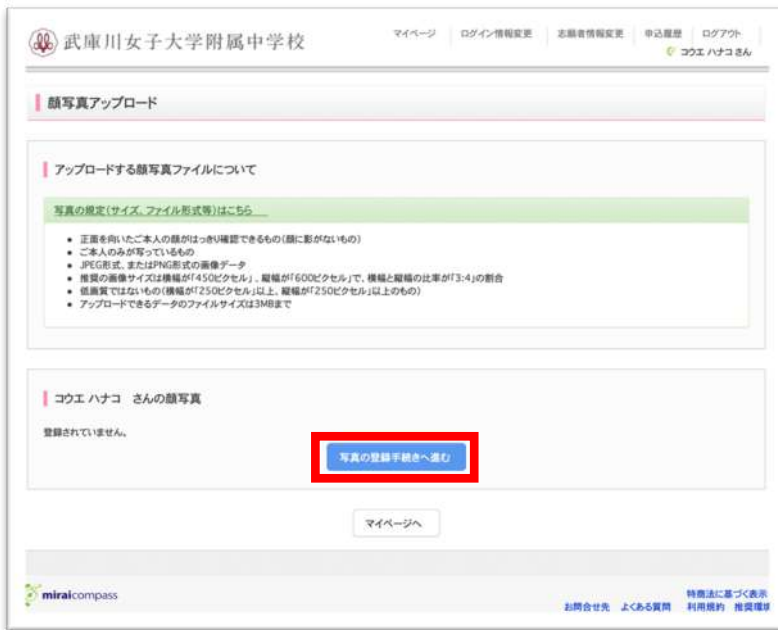 武庫川女子大学附属中学校
マイページ ログイン情報変更 志願者情報変更 申込履歴 ログアウト
コウエ ハナコ さん
顔写真アップロード
アップロードする顔写真ファイルについて
写真の規定(サイズ、ファイル形式等)はこちら
• 正面を向いたご本人の顔がはっきり確認できるもの(顔に影がないもの)
• ご本人のみが写っているもの
• JPEG形式、またはPNG形式の画像データ
• 推奨の画像サイズは横幅が「450ピクセル」、縦幅が「600ピクセル」で、横幅と縦幅の比率が「3:4」の割合
• 低画質ではないもの(横幅が「250ピクセル」以上、縦幅が「250ピクセル」以上のもの)
• アップロードできるデータのファイルサイズは3MBまで
コウエ ハナコ さんの顔写真
登録されていません。
写真の登録手続きへ進む
マイページへ
miraicompass
特商法に基づく表示
お問合せ先 よくある質問 利用規約 推奨環境